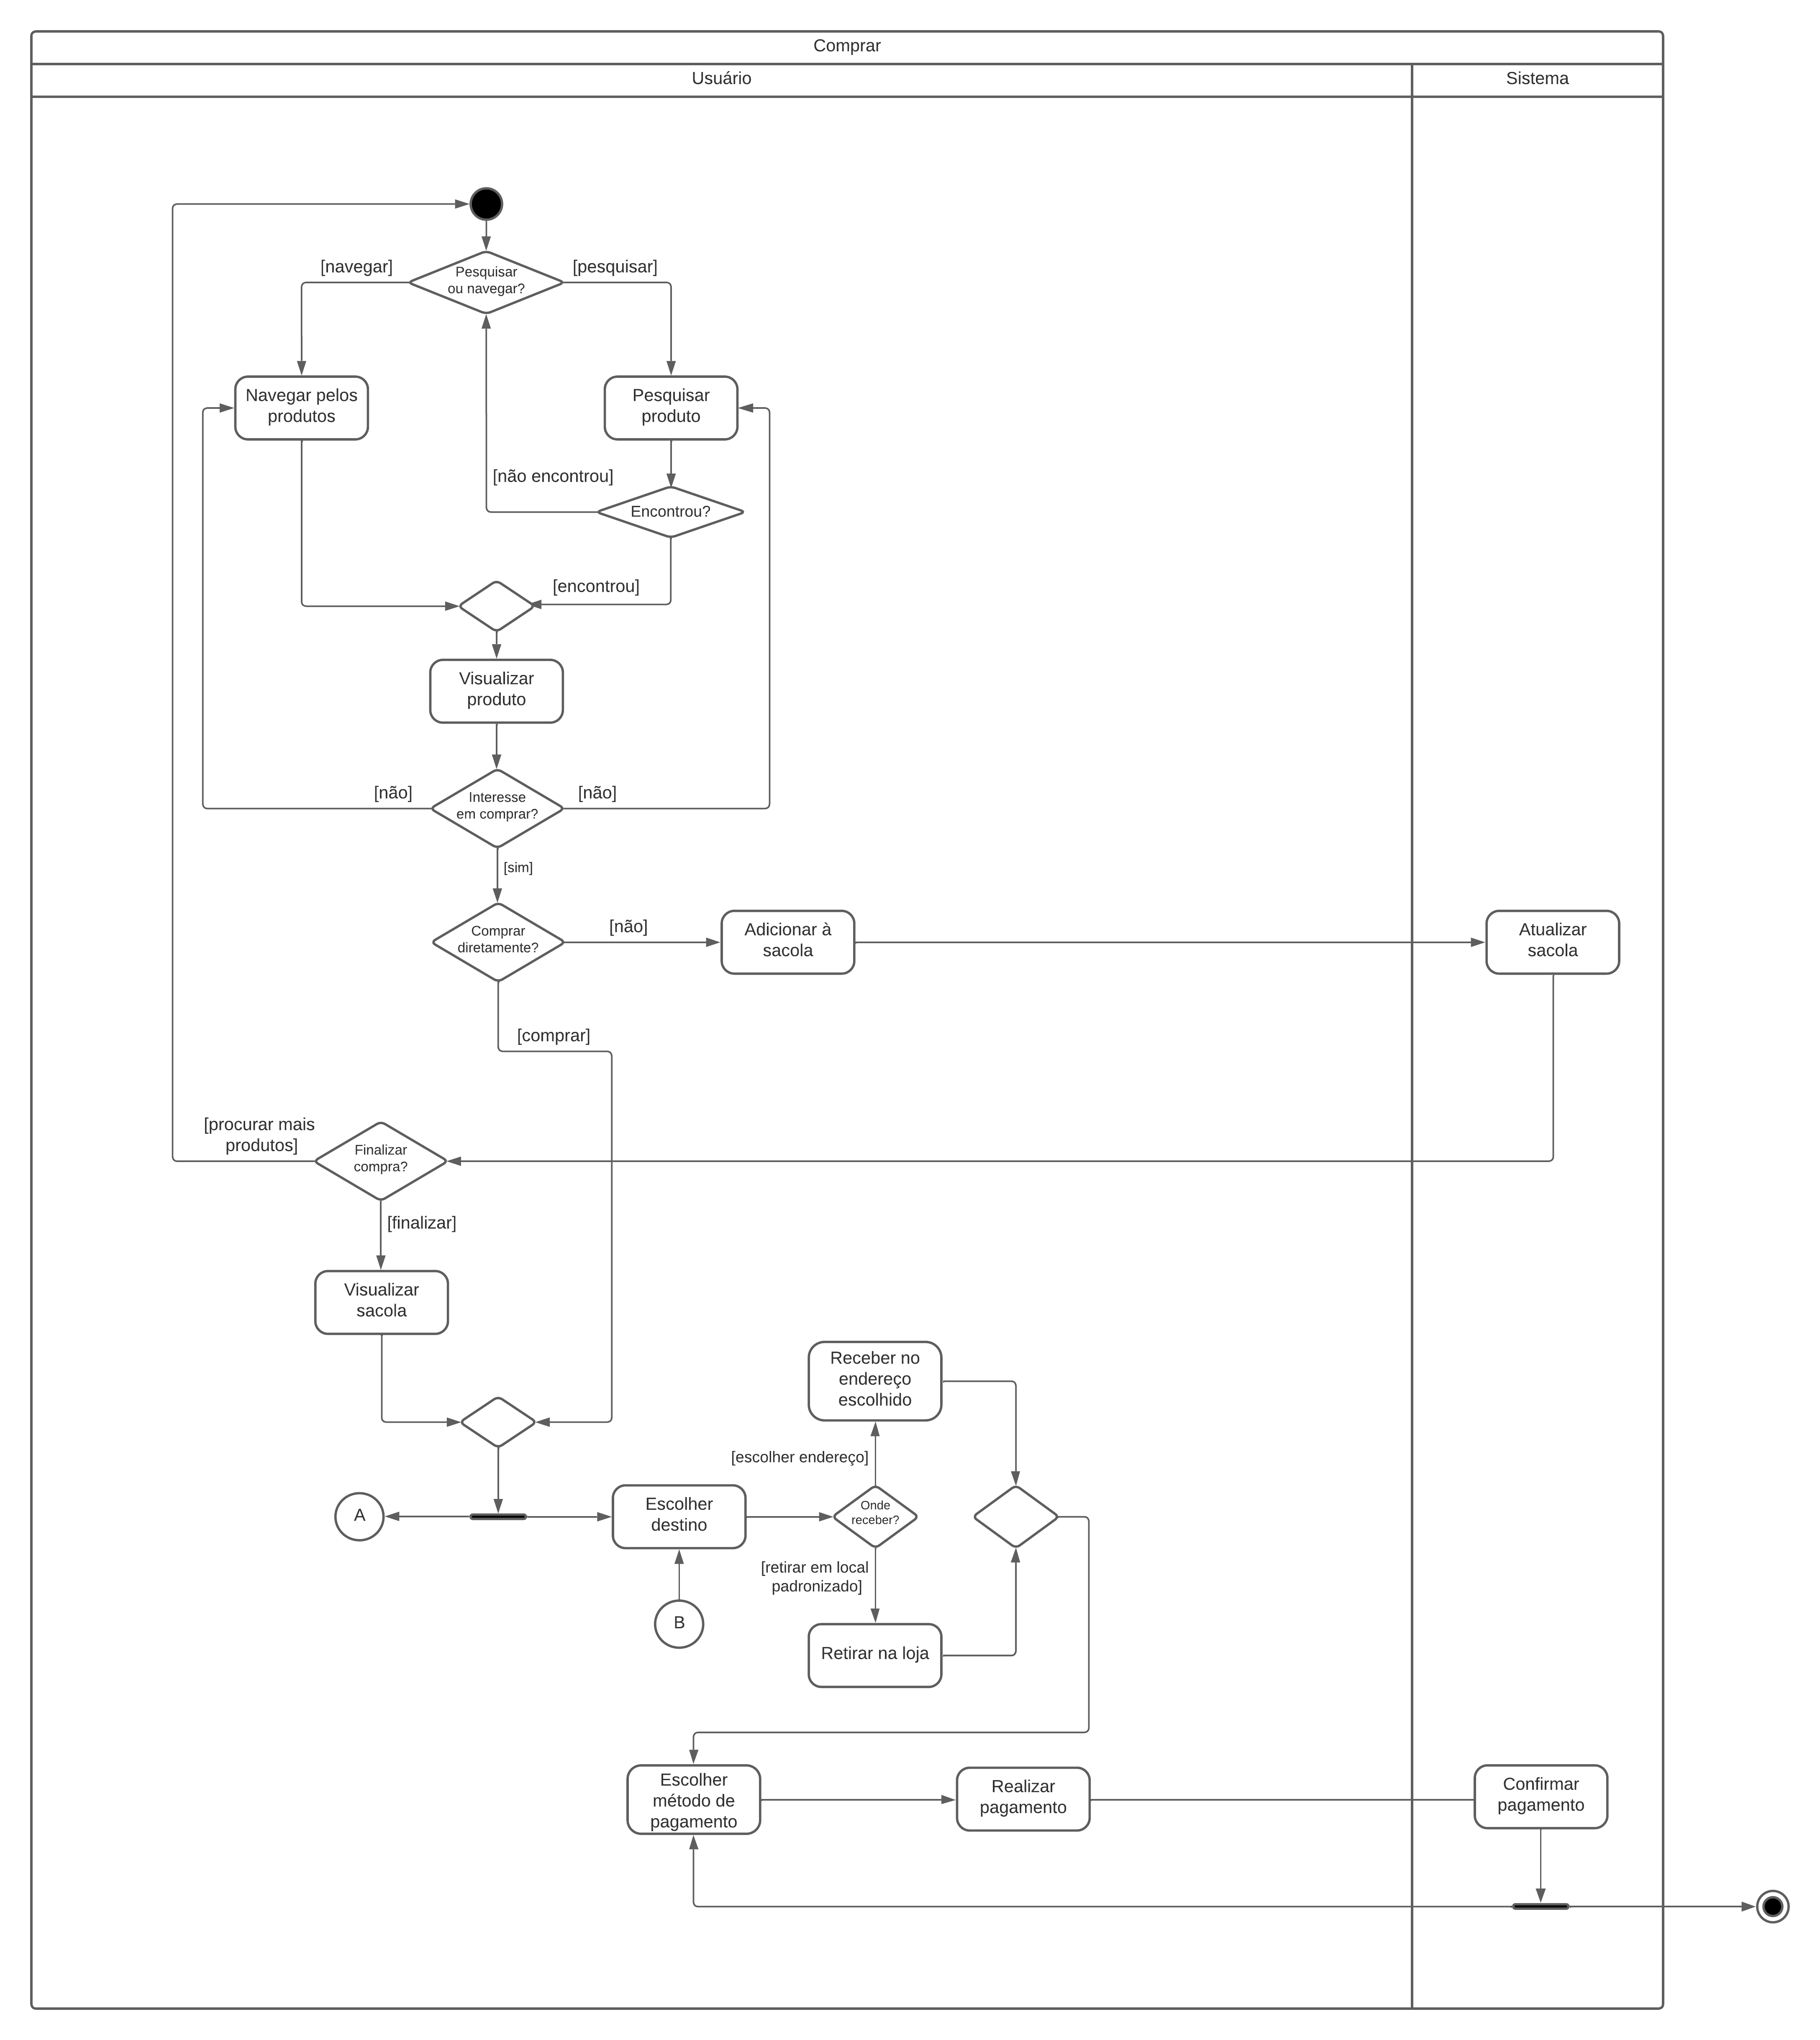 Comprar
Usuário
Sistema
[navegar]
Pesquisar
ou navegar?
[pesquisar]
Navegar pelos
produtos
Pesquisar
produto
[não encontrou]
Encontrou?
[encontrou]
Visualizar
produto
[não]
Interesse
em comprar?
[não]
[sim]
Comprar
diretamente?
[não]
Adicionar à
sacola
Atualizar
sacola
[comprar]
[procurar mais
produtos]
Finalizar
compra?
[finalizar]
Visualizar
sacola
Receber no
endereço
escolhido
[escolher endereço]
A
Escolher
destino
Onde
receber?
[retirar em local
padronizado]
B
Retirar na loja
Escolher
método de
pagamento
Realizar
pagamento
Confirmar
pagamento